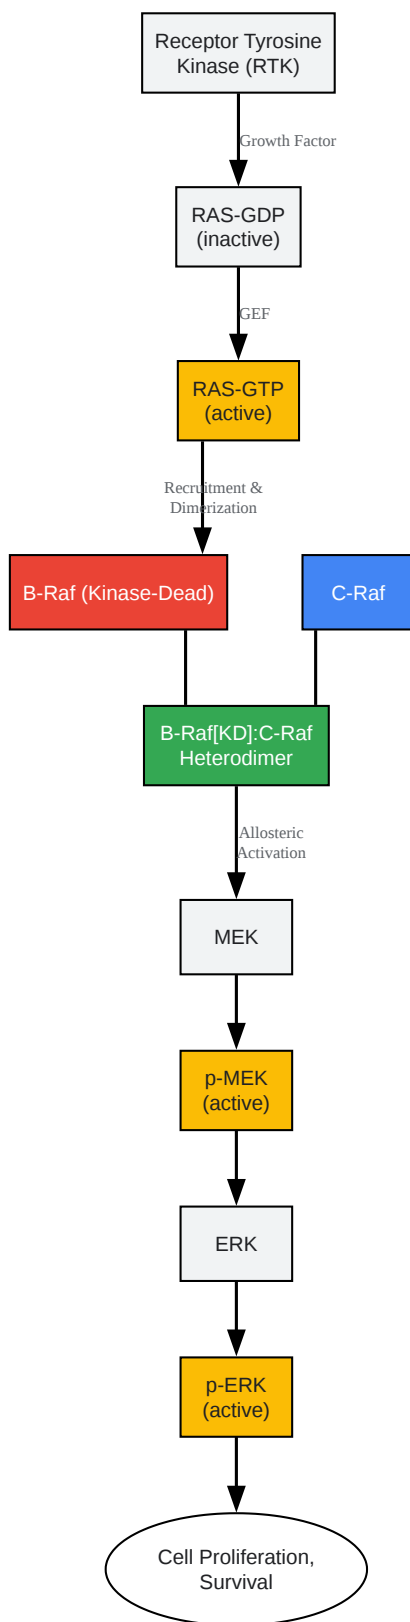 Receptor Tyrosine
Kinase (RTK)
Growth Factor
RAS-GDP
(inactive)
GEF
RAS-GTP
(active)
Recruitment &
Dimerization
B-Raf (Kinase-Dead)
C-Raf
B-Raf[KD]:C-Raf
Heterodimer
Allosteric
Activation
MEK
p-MEK
(active)
ERK
p-ERK
(active)
Cell Proliferation,
Survival